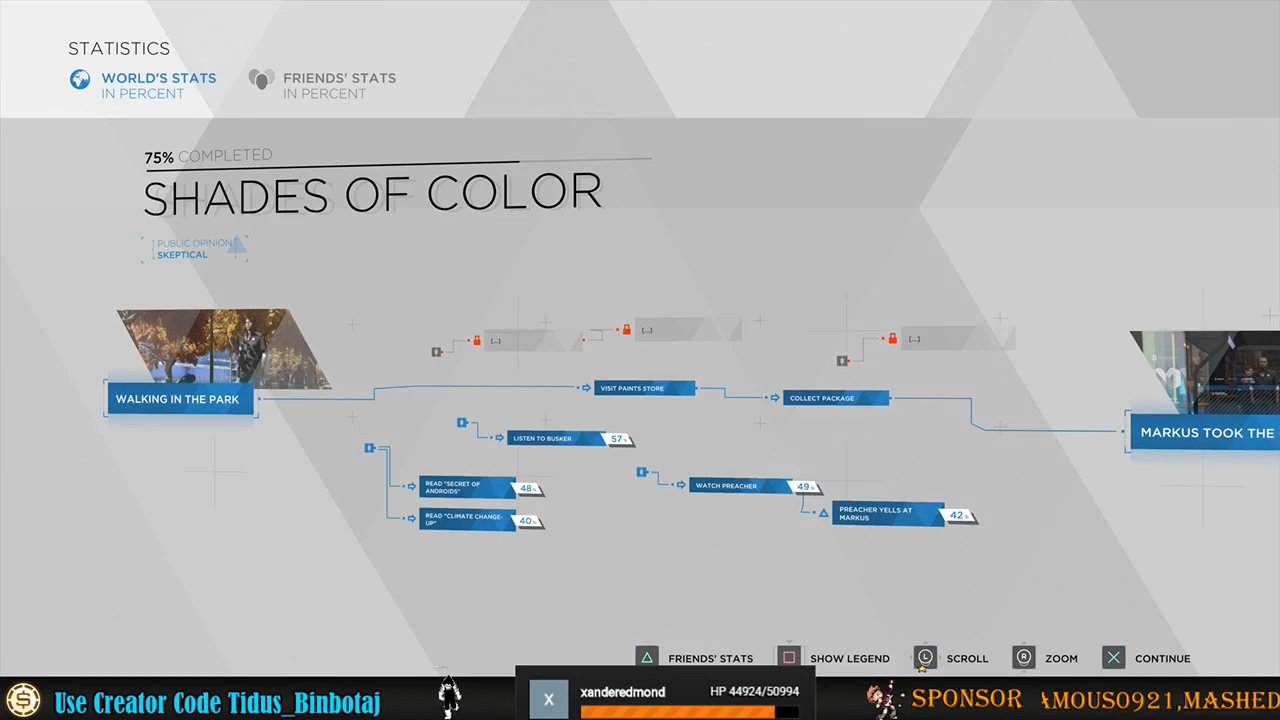 STATISTICS
WORLD'S STATS
IN PERCENT
FRIENDS' STATS
IN PERCENT
75% COMPLETED
SHADES OF COLOR
PUBLIC OPINION
SKEPTICAL
[...]
[...]
[...]
WALKING IN THE PARK
VISIT PAINTS STORE
COLLECT PACKAGE
MARKUS TOOK THE
LISTEN TO BUSKER
57%
READ "SECRET OF
ANDROIDS"
48%
WATCH PREACHER
49%
READ "CLIMATE CHANGE-
UP"
40%
PREACHER YELLS AT
MARKUS
42%
FRIENDS' STATS
SHOW LEGEND
L
SCROLL
R
ZOOM
CONTINUE
Use Creator Code Tidus_Binbotaj
X
xanderedmond
HP 44924/50994
SPONSOR
AMOUS0921,MASHED